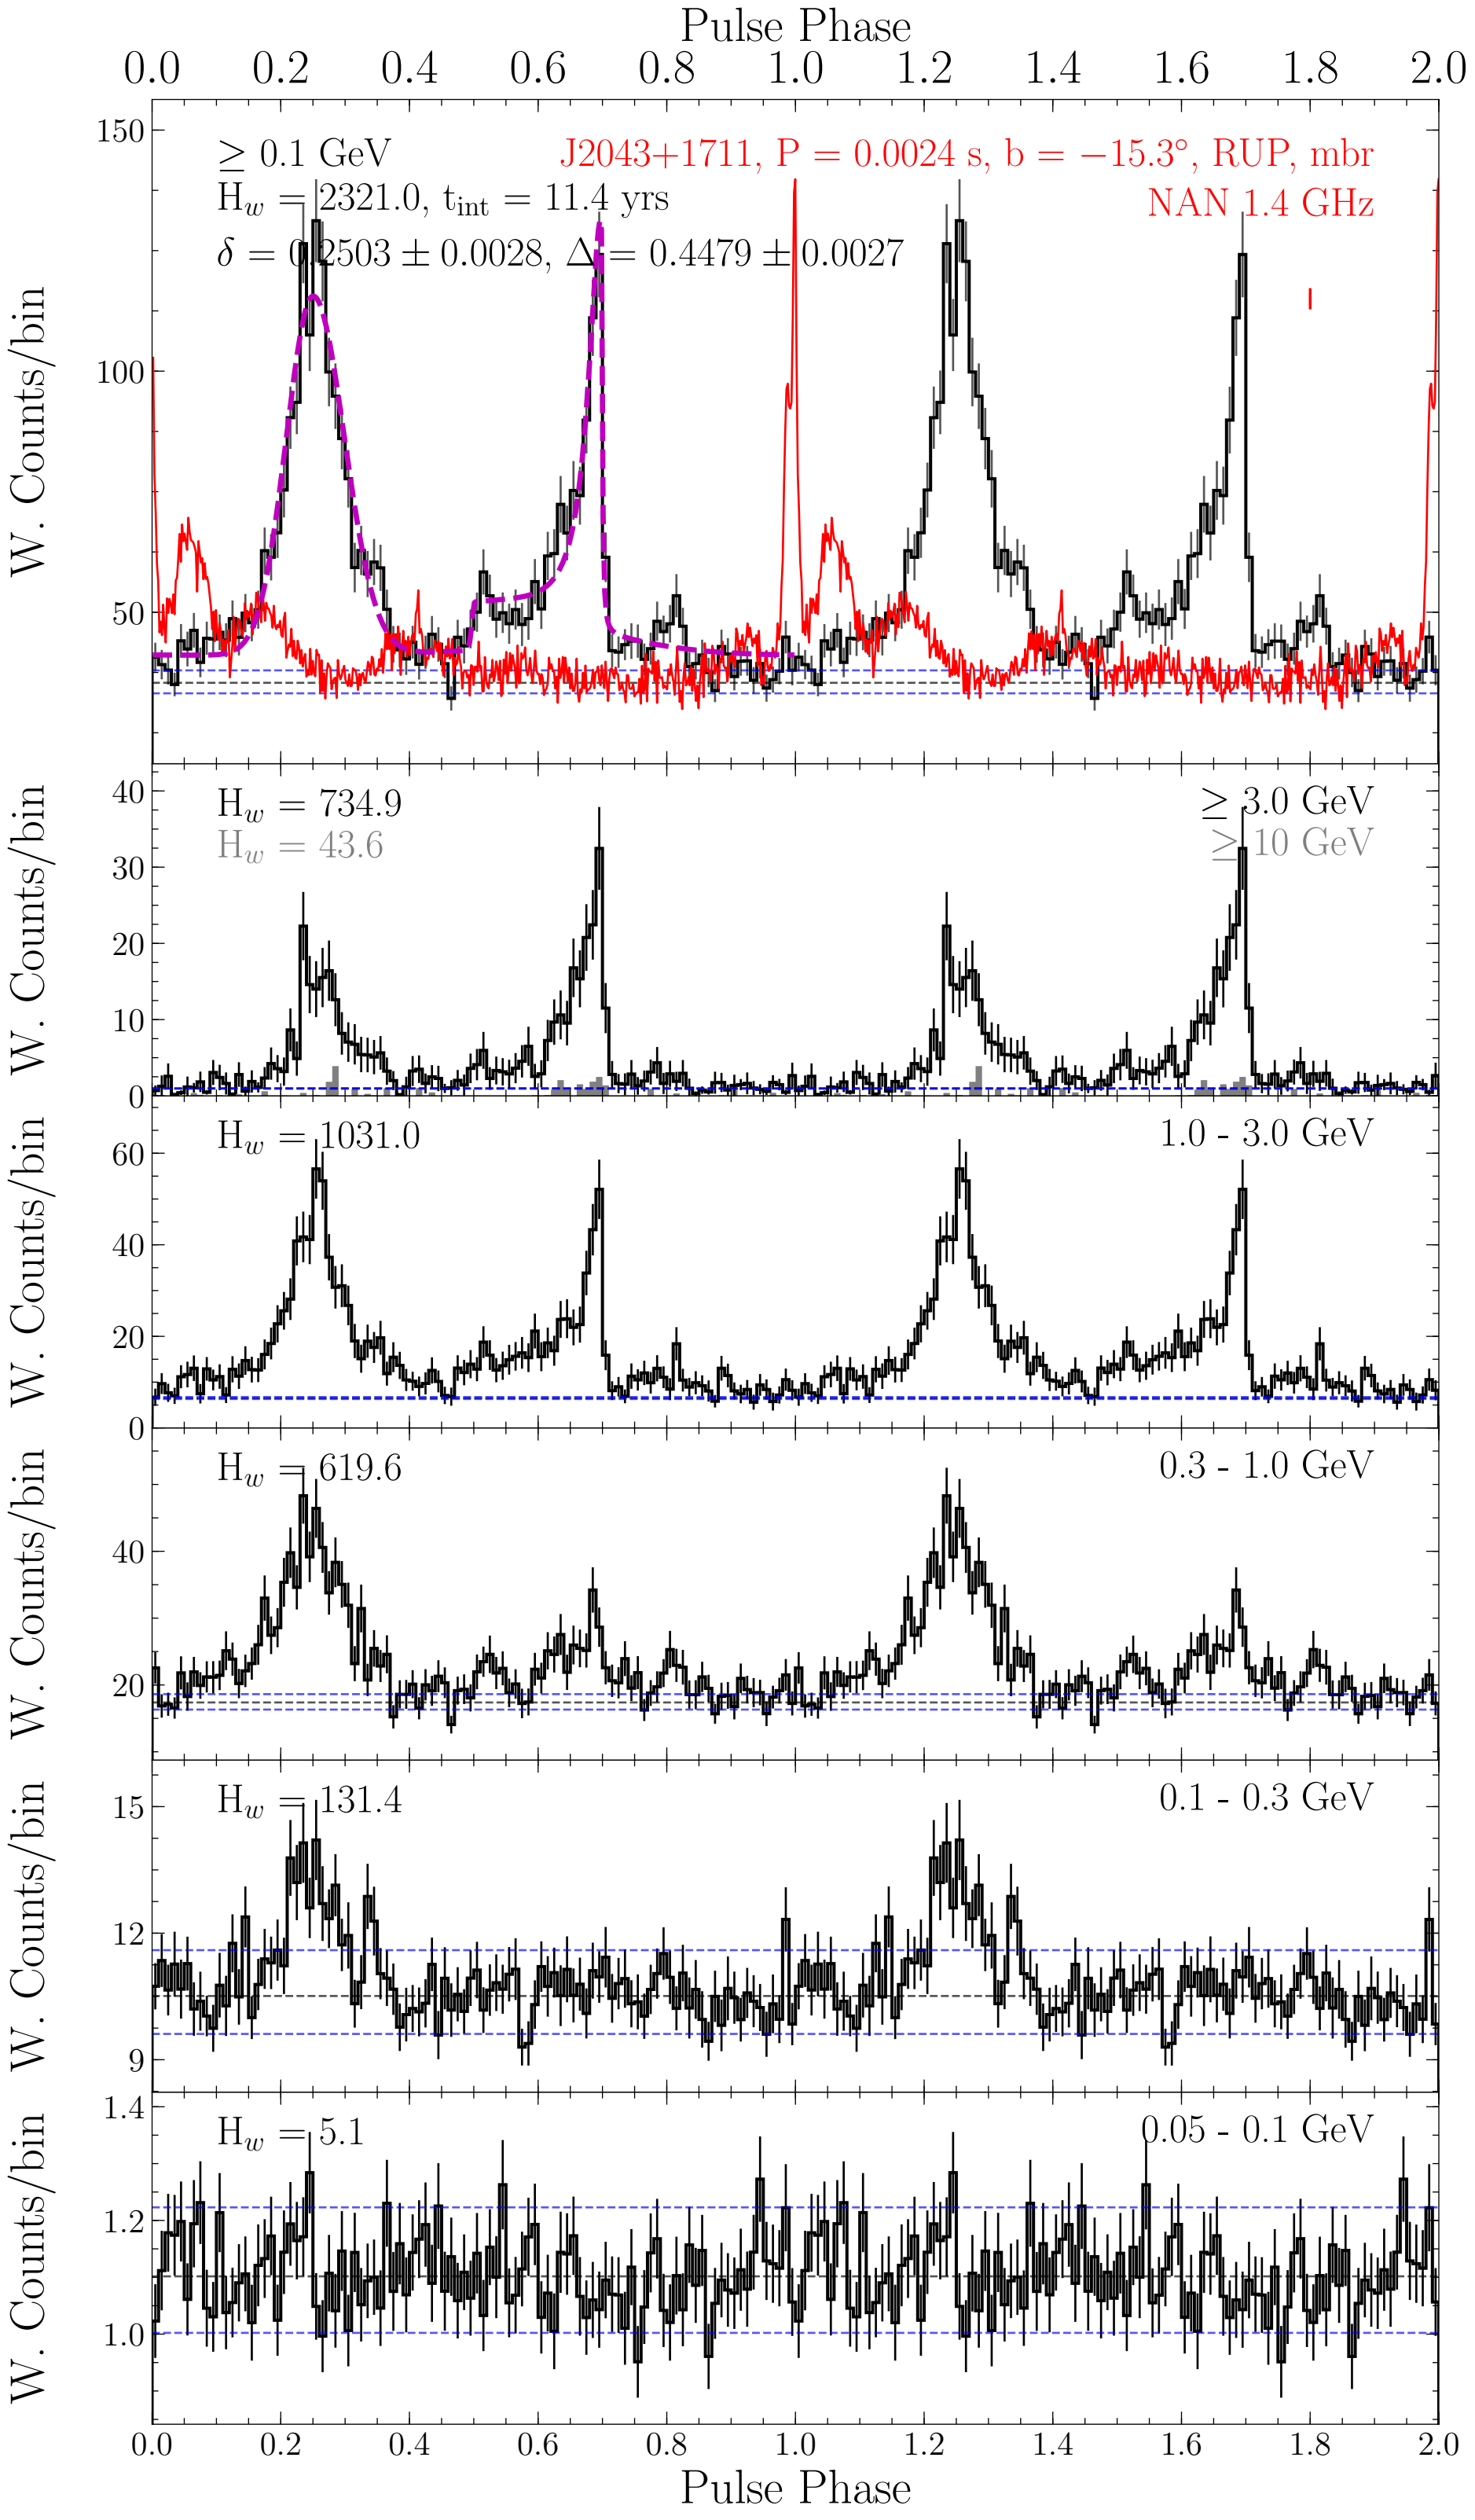 Pulse Phase
0.0 0.2 0.4 0.6 0.8 1.0 1.2 1.4 1.6 1.8 2.0
W. Counts/bin
150
100
50
≥ 0.1 GeV
J2043+1711, P = 0.0024 s, b = −15.3°, RUP, mbr
H_w = 2321.0, t_int = 11.4 yrs
NAN 1.4 GHz
δ = 0.2503 ± 0.0028, Δ = 0.4479 ± 0.0027
W. Counts/bin
40
30
20
10
0
H_w = 734.9
≥ 3.0 GeV
H_w = 43.6
≥ 10 GeV
W. Counts/bin
60
40
20
0
H_w = 1031.0
1.0 - 3.0 GeV
W. Counts/bin
40
20
H_w = 619.6
0.3 - 1.0 GeV
W. Counts/bin
15
12
9
H_w = 131.4
0.1 - 0.3 GeV
W. Counts/bin
1.4
1.2
1.0
H_w = 5.1
0.05 - 0.1 GeV
0.0 0.2 0.4 0.6 0.8 1.0 1.2 1.4 1.6 1.8 2.0
Pulse Phase